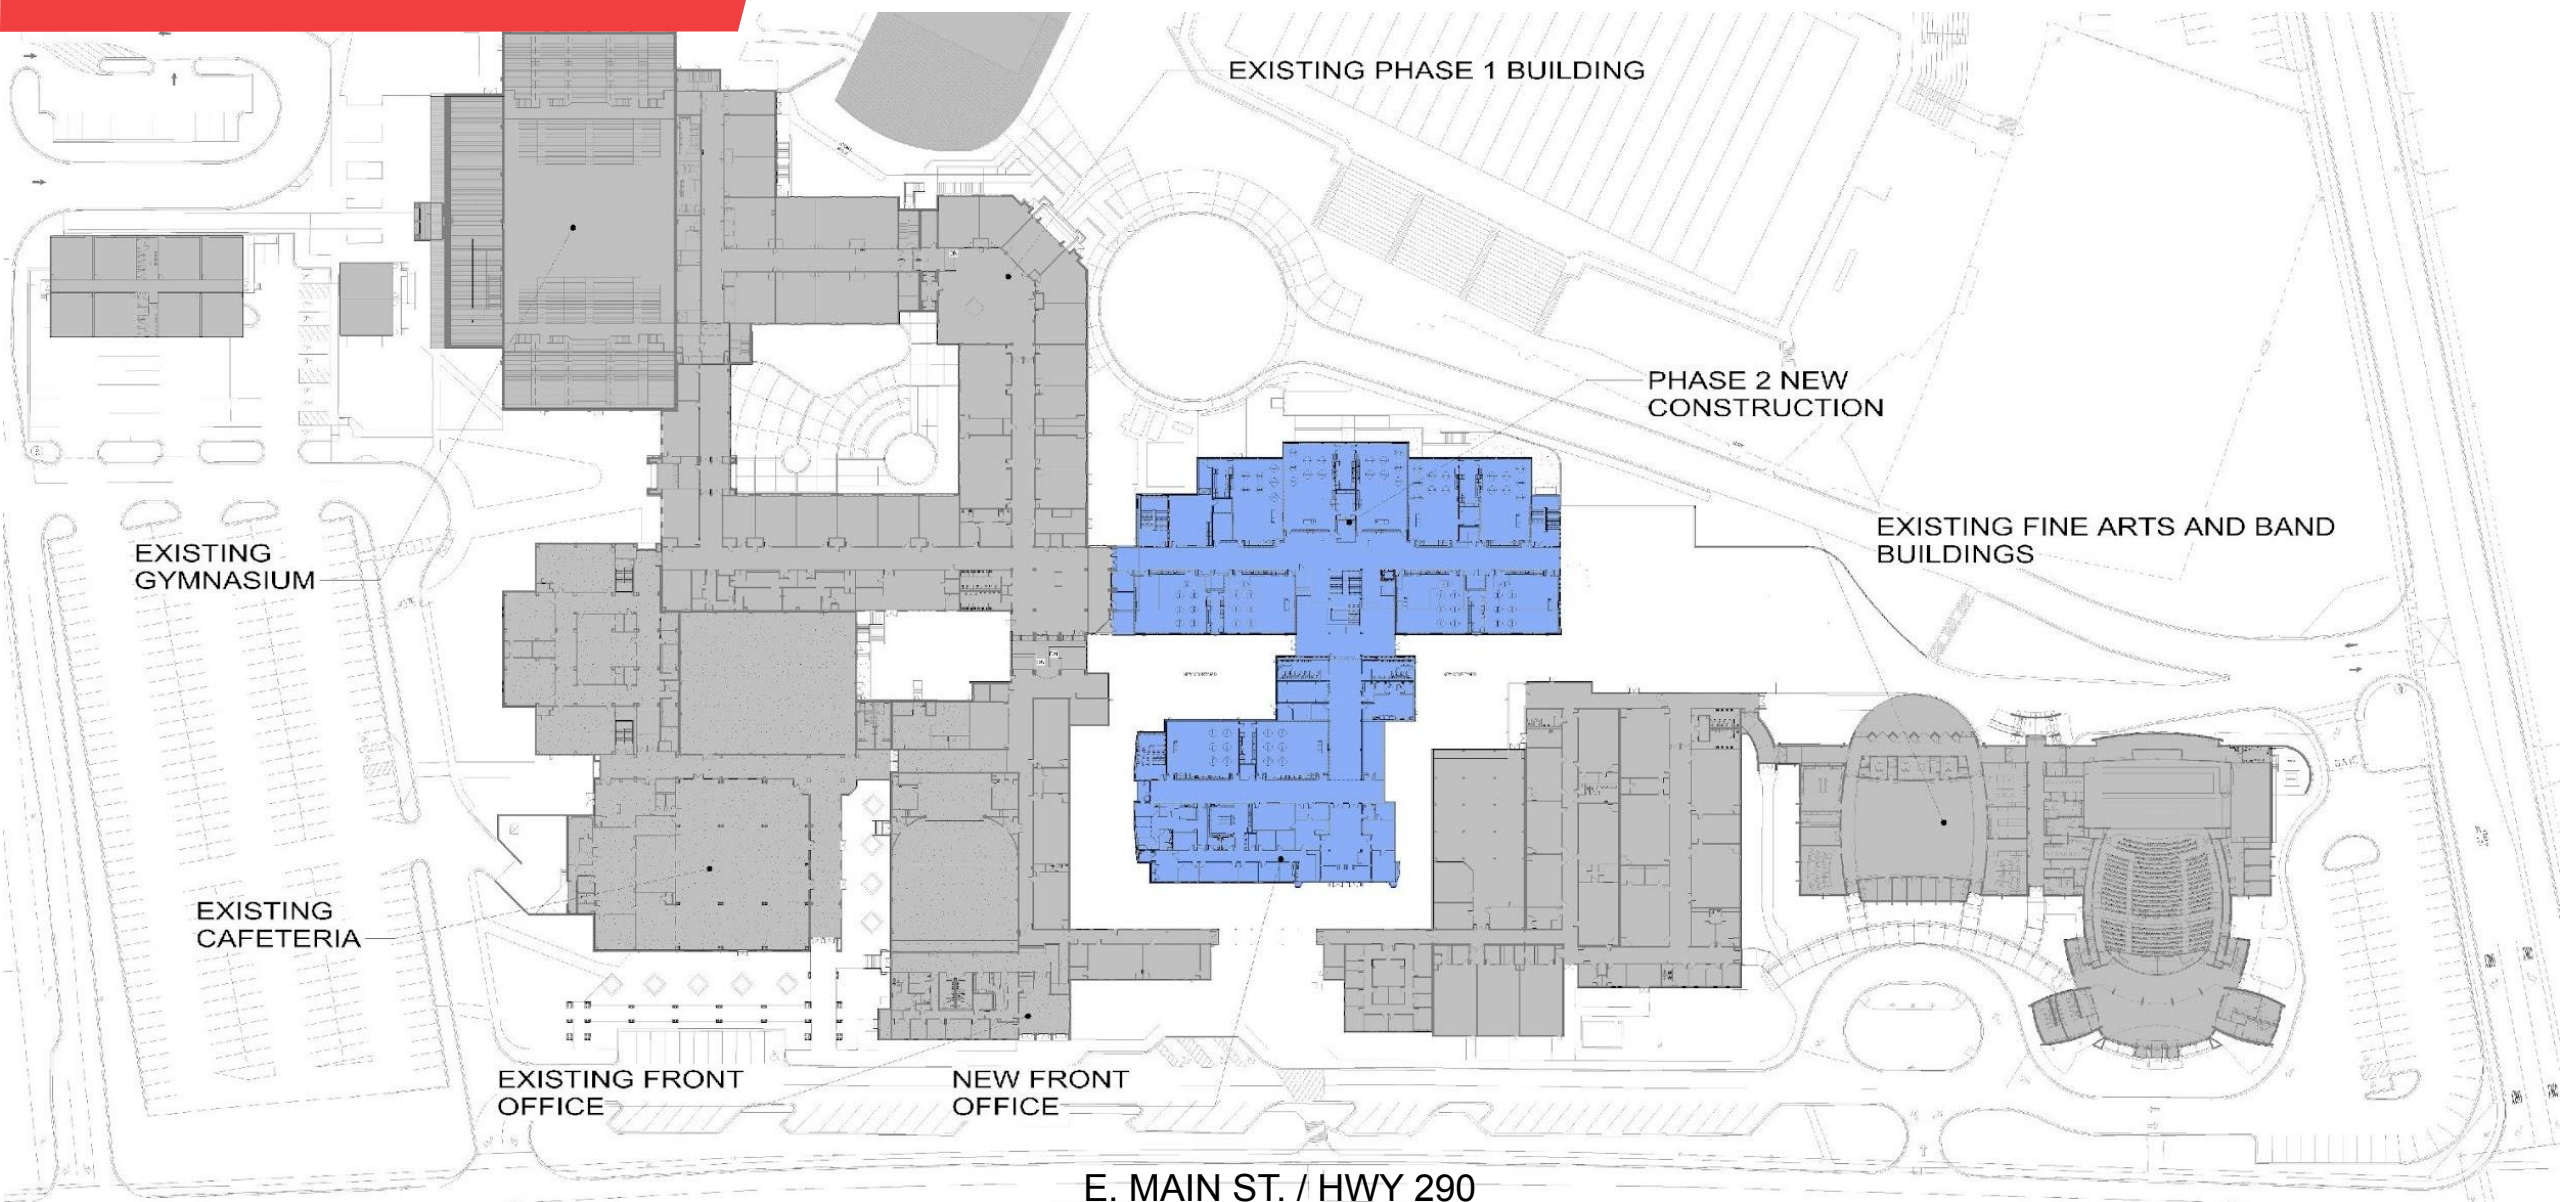 EXISTING PHASE 1 BUILDING
PHASE 2 NEW
CONSTRUCTION
EXISTING FINE ARTS AND BAND
BUILDINGS
EXISTING
GYMNASIUM
EXISTING
CAFETERIA
EXISTING FRONT
OFFICE
NEW FRONT
OFFICE
E. MAIN ST. / HWY 290